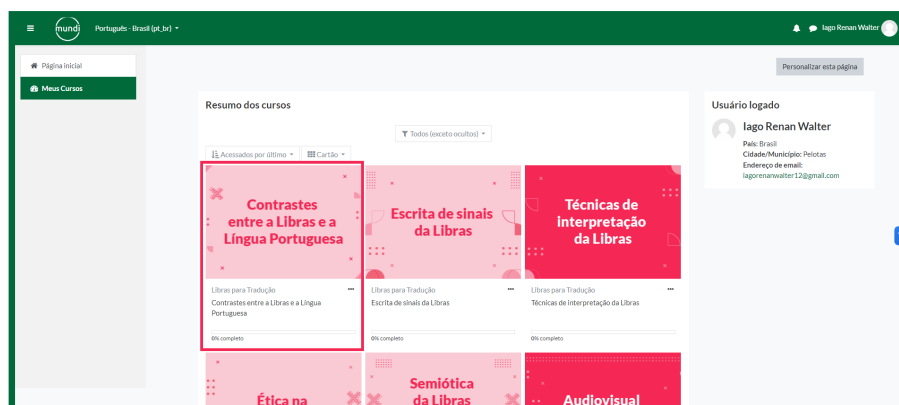 mundi
Português - Brasil (pt_br)
Iago Renan Walter
Página inicial
Meus Cursos
Personalizar esta página
Resumo dos cursos
Todos (exceto ocultos)
Acessados por último
Cartão
Contrastes
entre a Libras e a
Língua Portuguesa
Libras para Tradução
Contrastes entre a Libras e a Língua
Portuguesa
0% completo
Escrita de sinais
da Libras
Libras para Tradução
Escrita de sinais da Libras
0% completo
Técnicas de
interpretação
da Libras
Libras para Tradução
Técnicas de interpretação da Libras
0% completo
Ética na
Semiótica
da Libras
Audiovisual
Usuário logado
Iago Renan Walter
País: Brasil
Cidade/Município: Pelotas
Endereço de email:
iagorenanwalter12@gmail.com